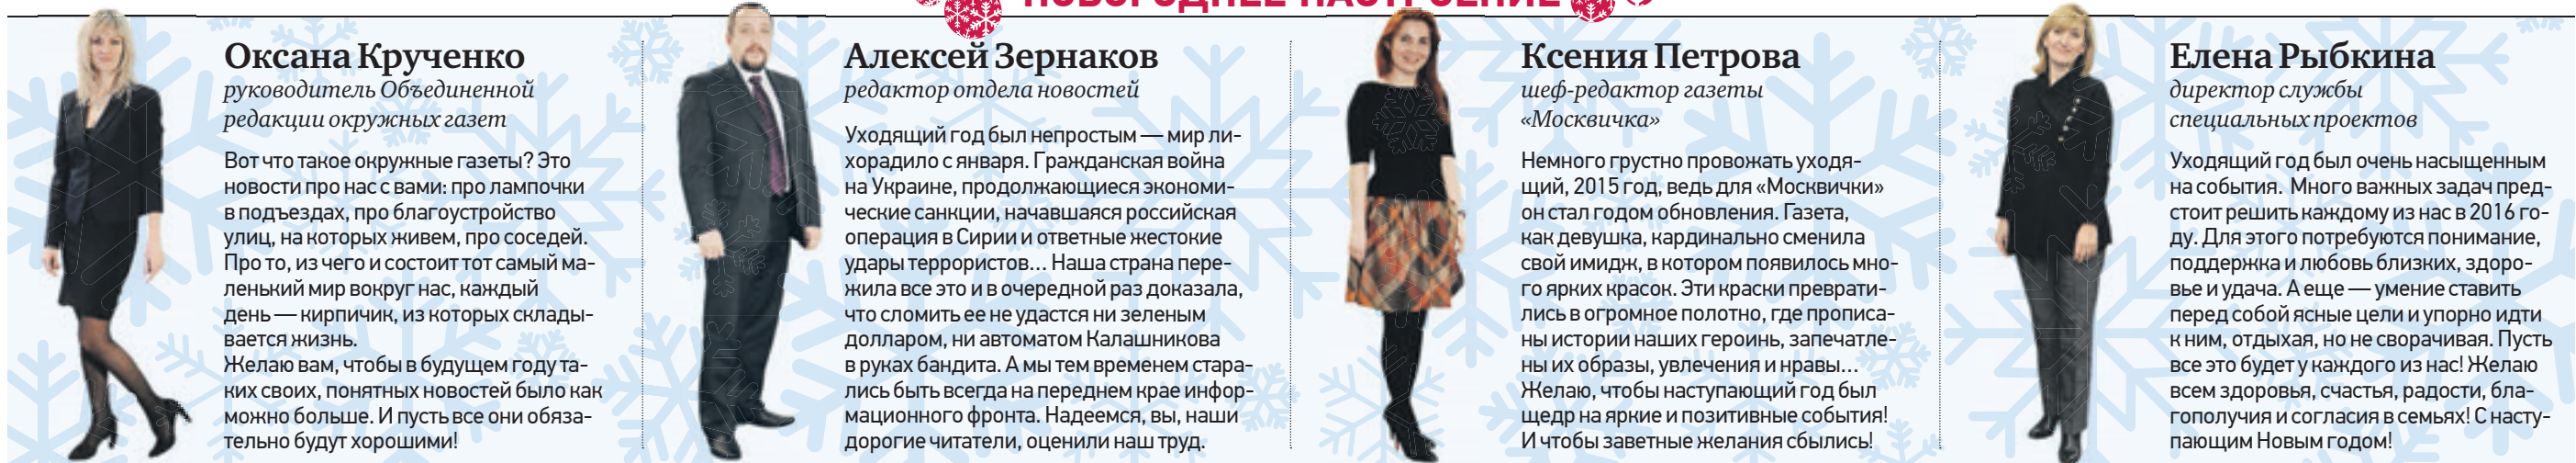 НОВОГОДНЕЕ НАСТРОЕНИЕ
Оксана Крученко
руководитель Объединенной
редакции окружных газет
Вот что такое окружные газеты? Это
новости про нас с вами: про лампочки
в подъездах, про благоустройство
улиц, на которых живем, про соседей.
Про то, из чего и состоит тот самый ма-
ленький мир вокруг нас, каждый
день — кирпичик, из которых склады-
вается жизнь.
Желаю вам, чтобы в будущем году та-
ких своих, понятных новостей было как
можно больше. И пусть все они обяза-
тельно будут хорошими!
Алексей Зернаков
редактор отдела новостей
Уходящий год был непростым — мир ли-
хорадило с января. Гражданская война
на Украине, продолжающиеся экономи-
ческие санкции, начавшаяся российская
операция в Сирии и ответные жестокие
удары террористов... Наша страна пере-
жила все это и в очередной раз доказала,
что сломить ее не удастся ни зеленым
долларом, ни автоматом Калашникова
в руках бандита. А мы тем временем стара-
лись быть всегда на переднем крае инфор-
мационного фронта. Надеемся, вы, наши
дорогие читатели, оценили наш труд.
Ксения Петрова
шеф-редактор газеты
«Москвичка»
Немного грустно провожать уходя-
щий, 2015 год, ведь для «Москвички»
он стал годом обновления. Газета,
как девушка, кардинально сменила
свой имидж, в котором появилось мно-
го ярких красок. Эти краски преврати-
лись в огромное полотно, где прописа-
ны истории наших героинь, запечатле-
ны их образы, увлечения и нравы...
Желаю, чтобы наступающий год был
щедр на яркие и позитивные события!
И чтобы заветные желания сбылись!
Елена Рыбкина
директор службы
специальных проектов
Уходящий год был очень насыщенным
на события. Много важных задач пред-
стоит решить каждому из нас в 2016 го-
ду. Для этого потребуются понимание,
поддержка и любовь близких, здоро-
вье и удача. А еще — умение ставить
перед собой ясные цели и упорно идти
к ним, отдыхая, но не сворачивая. Пусть
все это будет у каждого из нас! Желаю
всем здоровья, счастья, радости, бла-
гополучия и согласия в семьях! С насту-
пающим Новым годом!